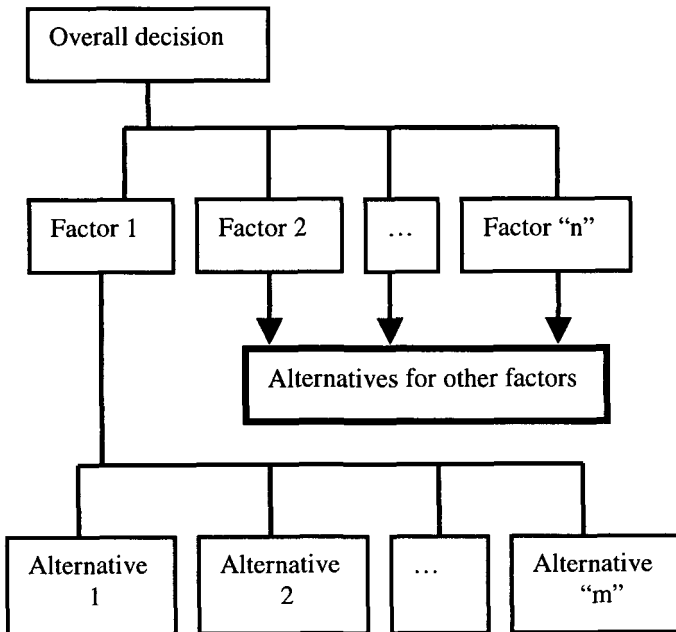 Overall decision
Factor 1
Factor 2
…
Factor “n”
Alternatives for other factors
Alternative
1
Alternative
2
…
Alternative
“m”